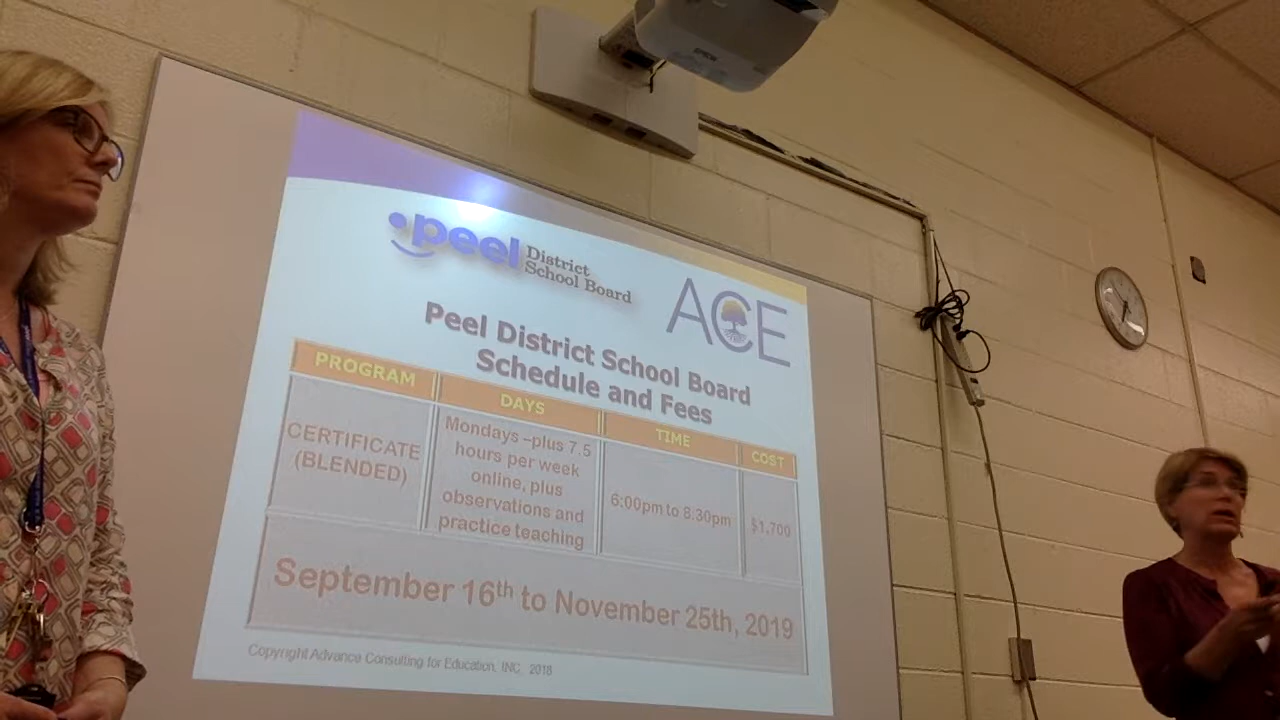 EPSON
peel District
School Board
ACE
Peel District School Board
Schedule and Fees
PROGRAM DAYS TIME COST
CERTIFICATE
(BLENDED)
Mondays –plus 7.5
hours per week
online, plus
observations and
practice teaching
6:00pm to 8:30pm
$1,700
September 16th to November 25th, 2019
Copyright Advance Consulting for Education, INC, 2018